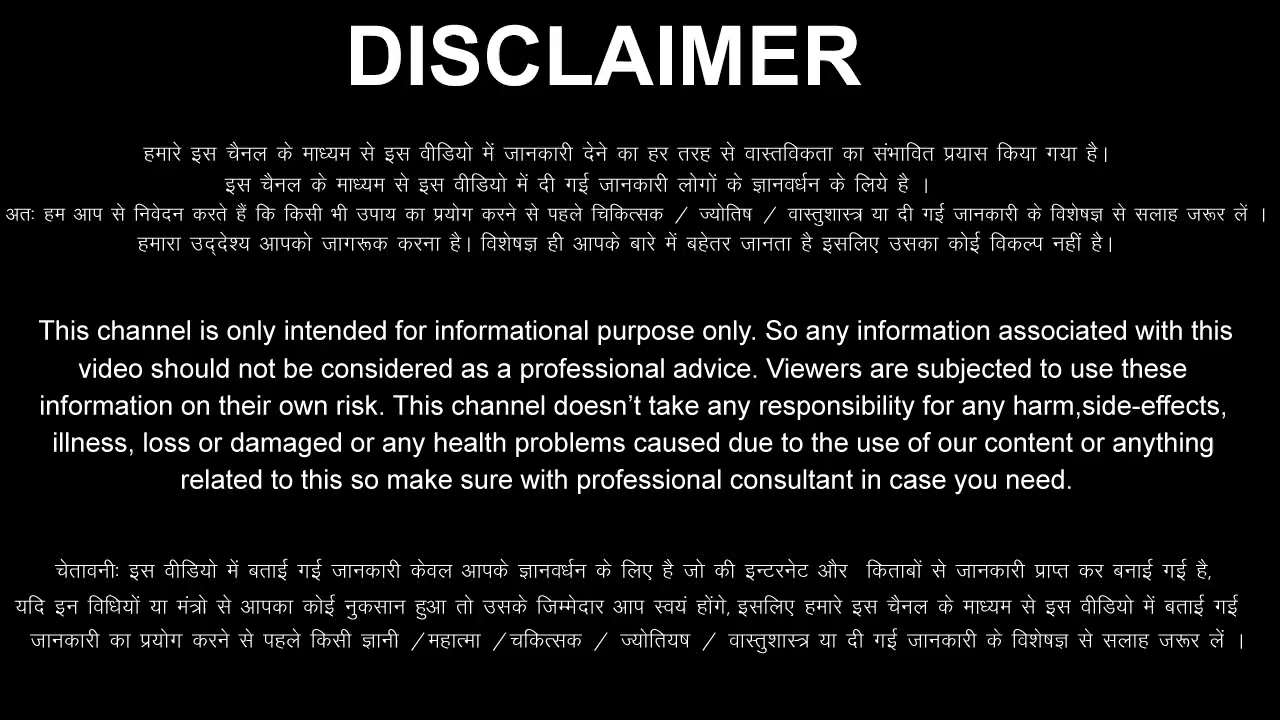 DISCLAIMER
हमारे इस चैनल के माध्यम से इस वीडियो में जानकारी देने का हर तरह से वास्तविकता का संभावित प्रयास किया गया है।
इस चैनल के माध्यम से इस वीडियो में दी गई जानकारी लोगों के ज्ञानवर्धन के लिये है ।
अतः हम आप से निवेदन करते हैं कि किसी भी उपाय का प्रयोग करने से पहले चिकित्सक / ज्योतिष / वास्तुशास्त्र या दी गई जानकारी के विशेषज्ञ से सलाह जरूर लें ।
हमारा उद्देश्य आपको जागरूक करना है। विशेषज्ञ ही आपके बारे में बहेतर जानता है इसलिए उसका कोई विकल्प नहीं है।
This channel is only intended for informational purpose only. So any information associated with this
video should not be considered as a professional advice. Viewers are subjected to use these
information on their own risk. This channel doesn’t take any responsibility for any harm,side-effects,
illness, loss or damaged or any health problems caused due to the use of our content or anything
related to this so make sure with professional consultant in case you need.
चेतावनीः इस वीडियो में बताई गई जानकारी केवल आपके ज्ञानवर्धन के लिए है जो की इन्टरनेट और किताबों से जानकारी प्राप्त कर बनाई गई है,
यदि इन विधियों या मंत्रो से आपका कोई नुकसान हुआ तो उसके जिम्मेदार आप स्वयं होंगे, इसलिए हमारे इस चैनल के माध्यम से इस वीडियो में बताई गई
जानकारी का प्रयोग करने से पहले किसी ज्ञानी /महात्मा /चकित्सक / ज्योतियष / वास्तुशास्त्र या दी गई जानकारी के विशेषज्ञ से सलाह जरूर लें ।